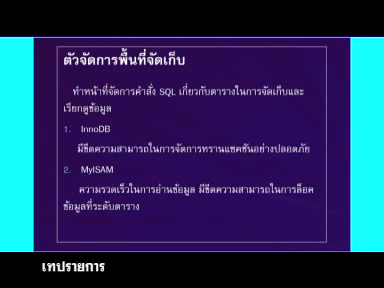 ตัวจัดการพื้นที่จัดเก็บ
ทำหน้าที่จัดการคำสั่ง SQL เกี่ยวกับตารางในการจัดเก็บและ
เรียกดูข้อมูล
1. InnoDB
มีขีดความสามารถในการจัดการทรานแซคชันอย่างปลอดภัย
2. MyISAM
ความรวดเร็วในการอ่านข้อมูล มีขีดความสามารถในการล็อค
ข้อมูลที่ระดับตาราง
เทปรายการ